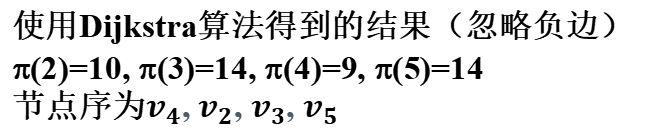 使用Dijkstra算法得到的结果（忽略负边）
π(2)=10, π(3)=14, π(4)=9, π(5)=14
节点序为v₄, v₂, v₃, v₅